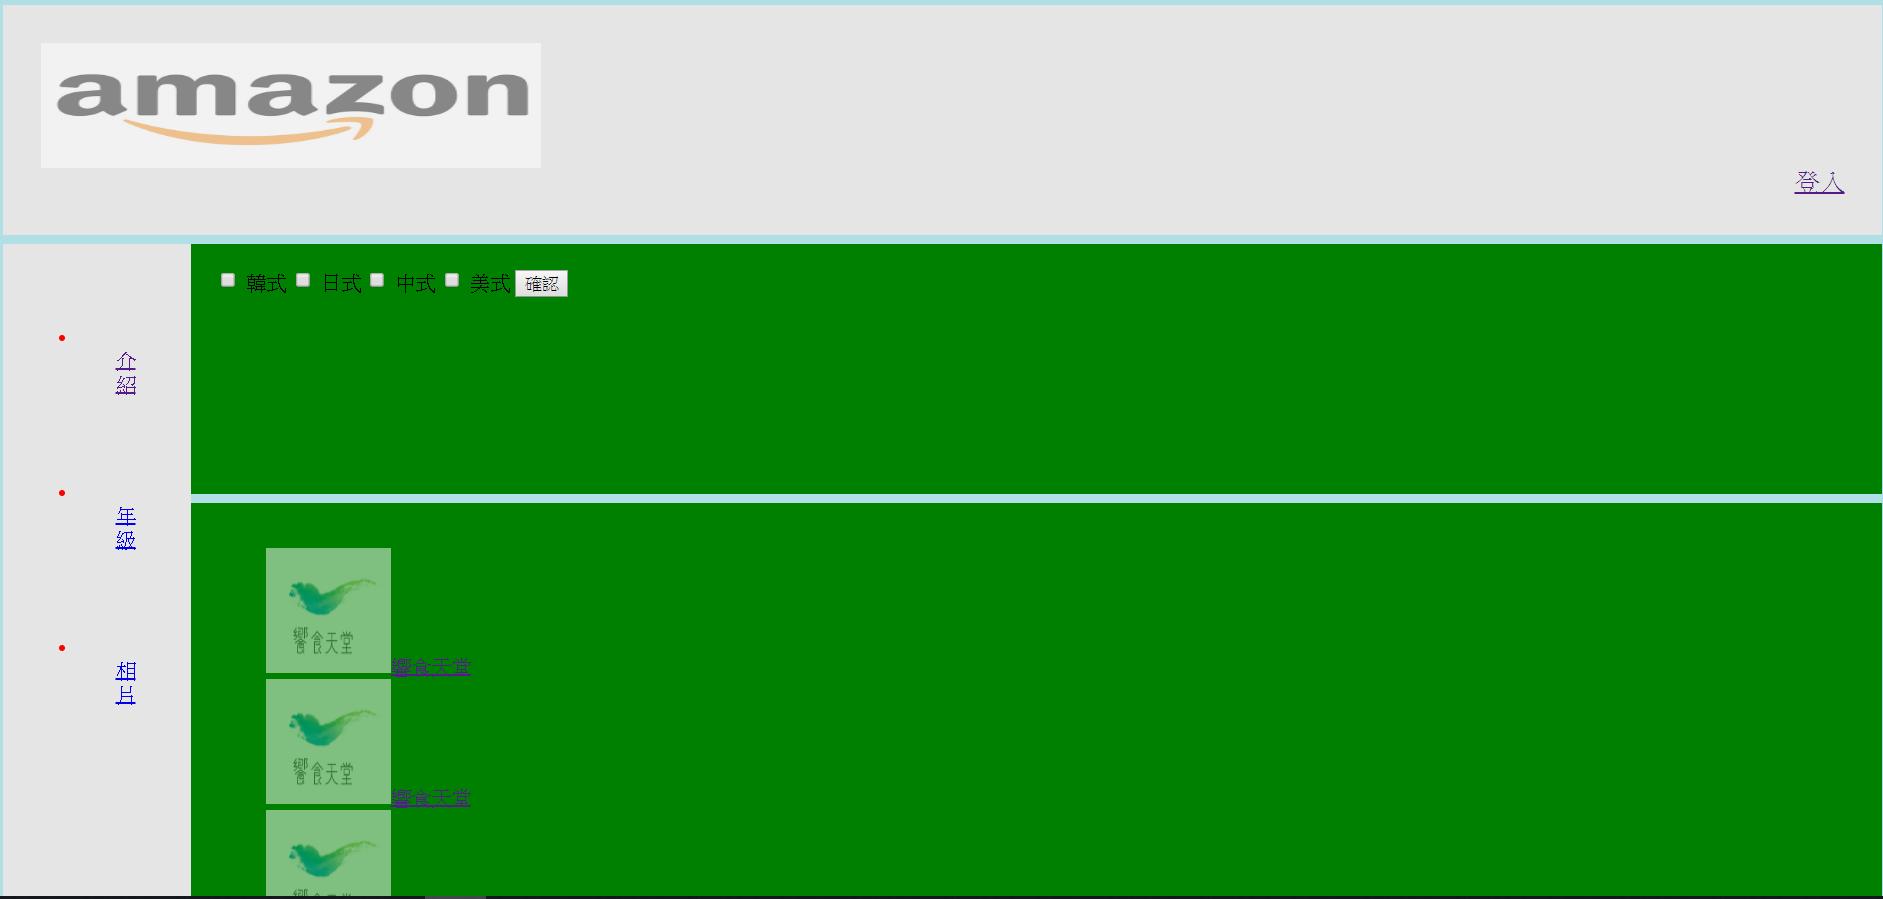 amazon
登入
韓式 日式 中式 美式 確認
介
紹
年
級
相
片
饗食天堂
饗食天堂
饗食天堂
饗食天堂